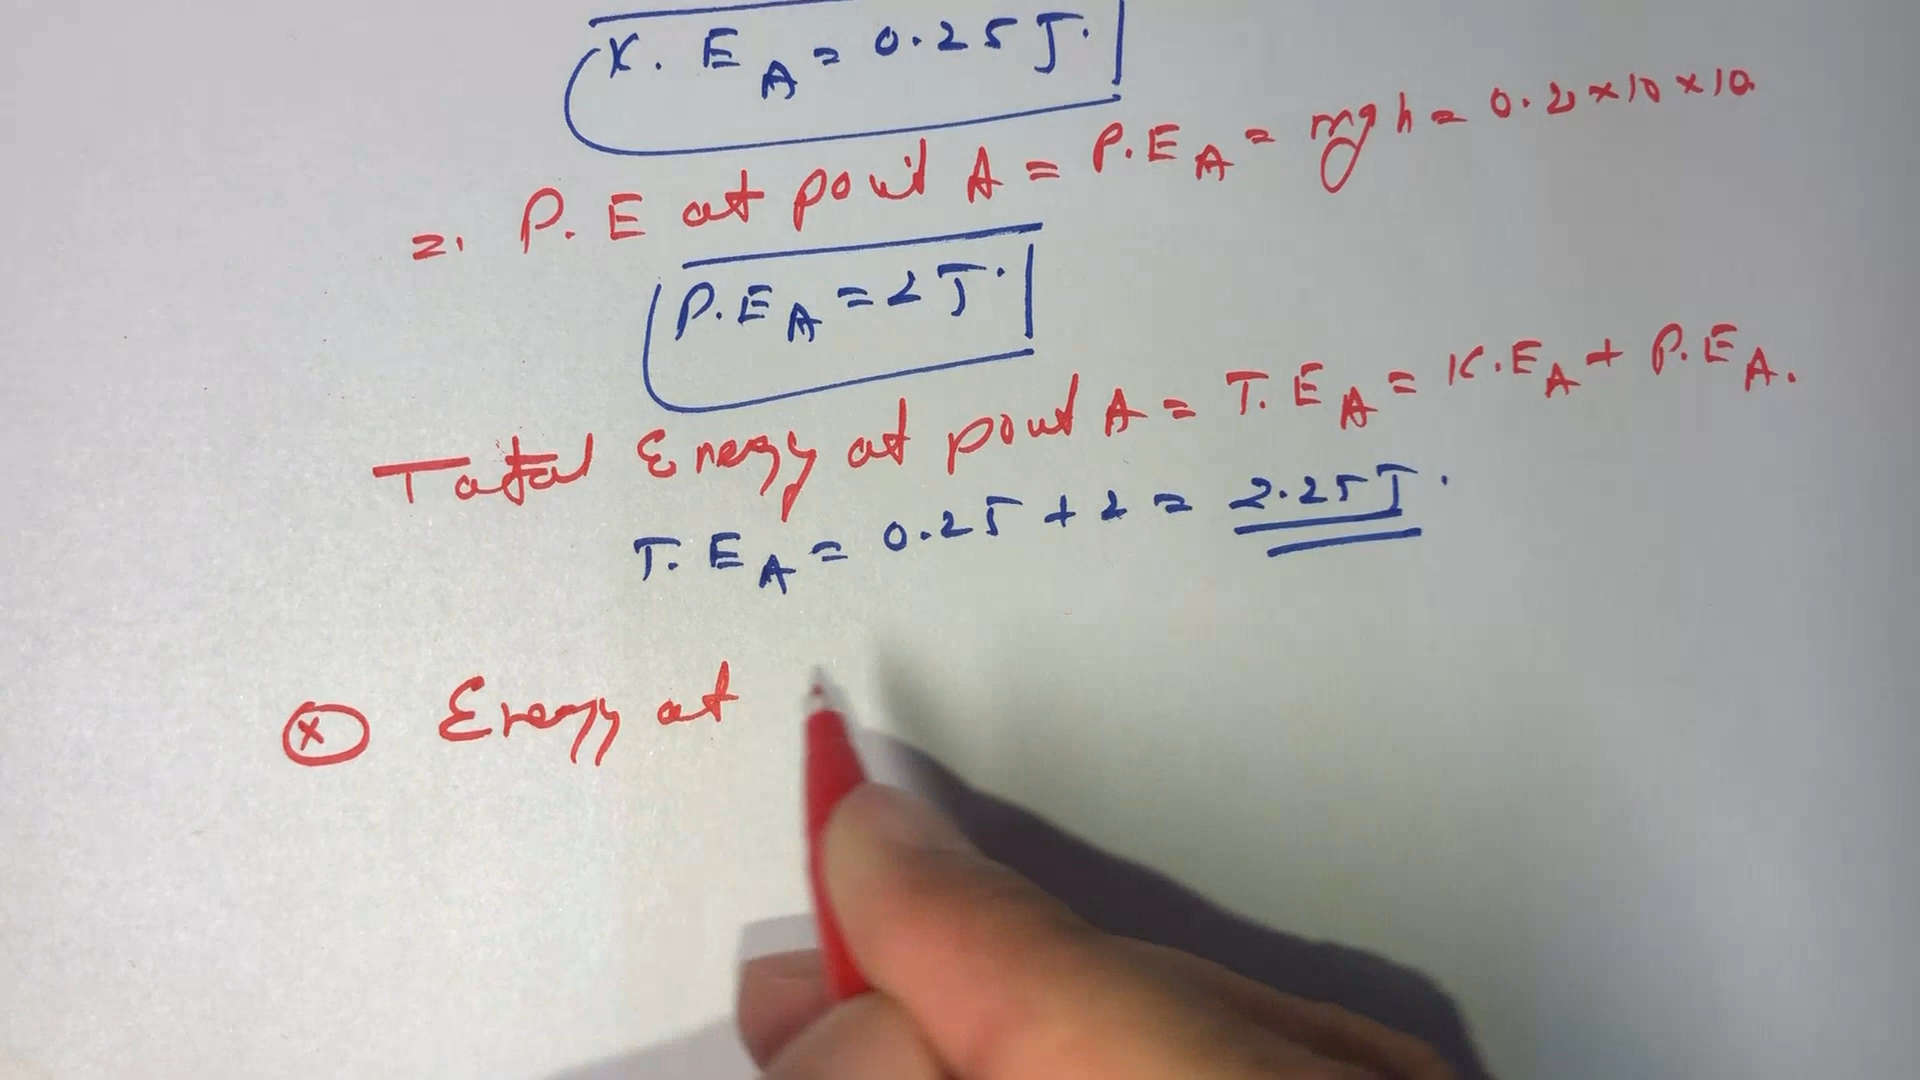 K.E A = 0.25 J.
2. P.E at point A = P.E A = mgh = 0.2×10×10
P.E A = 2 J.
Total Energy at point A = T.E A = K.E A + P.E A.
T.E A = 0.25 + 2 = 2.25J.
x Energy at